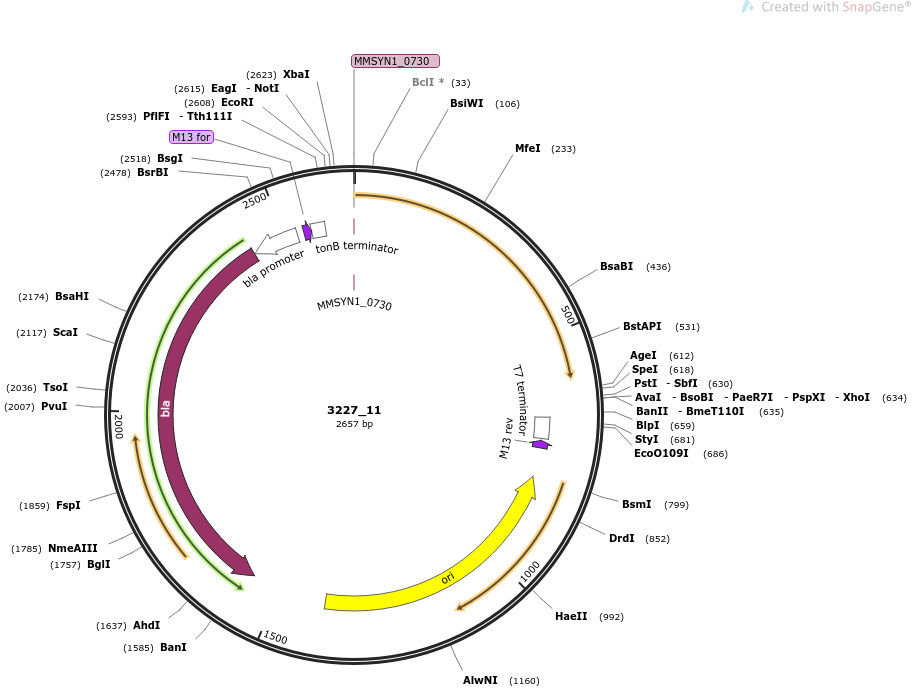 Created with SnapGene®
MMSYN1_0730
(2623) XbaI
BclI * (33)
(2615) EagI - NotI
BsiWI (106)
(2608) EcoRI
(2593) PflFI - Tth111I
M13 for
MfeI (233)
(2518) BsgI
(2478) BsrBI
2500
tonB terminator
bla promoter
BsaBI (436)
(2174) BsaHI
MMSYN1_0730
500
BstAPI (531)
(2117) ScaI
AgeI (612)
SpeI (618)
PstI - SbfI (630)
(2036) TsoI
AvaI - BsoBI - PaeR7I - PspXI - XhoI (634)
(2007) PvuI
bla
3227_11
T7 terminator
BanII - BmeT110I (635)
2657 bp
2000
BlpI (659)
M13 rev
StyI (681)
EcoO109I (686)
(1859) FspI
BsmI (799)
DrdI (852)
(1785) NmeAIII
(1757) BglI
1000
ori
HaeII (992)
(1637) AhdI
1500
(1585) BanI
AlwNI (1160)